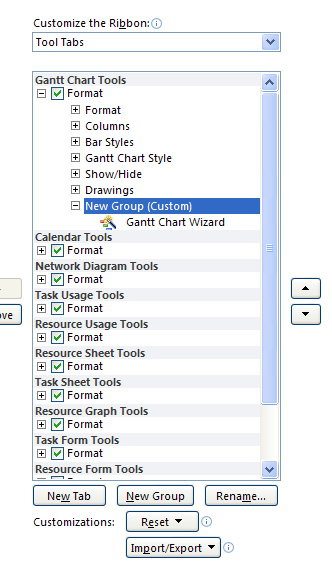 Customize the Ribbon:
Tool Tabs
Gantt Chart Tools
Format
Format
Columns
Bar Styles
Gantt Chart Style
Show/Hide
Drawings
New Group (Custom)
Gantt Chart Wizard
Calendar Tools
Format
Network Diagram Tools
Format
Task Usage Tools
Format
Resource Usage Tools
Format
Resource Sheet Tools
Format
Task Sheet Tools
Format
Resource Graph Tools
Format
Task Form Tools
Format
Resource Form Tools
New Tab New Group Rename...
Customizations: Reset
Import/Export